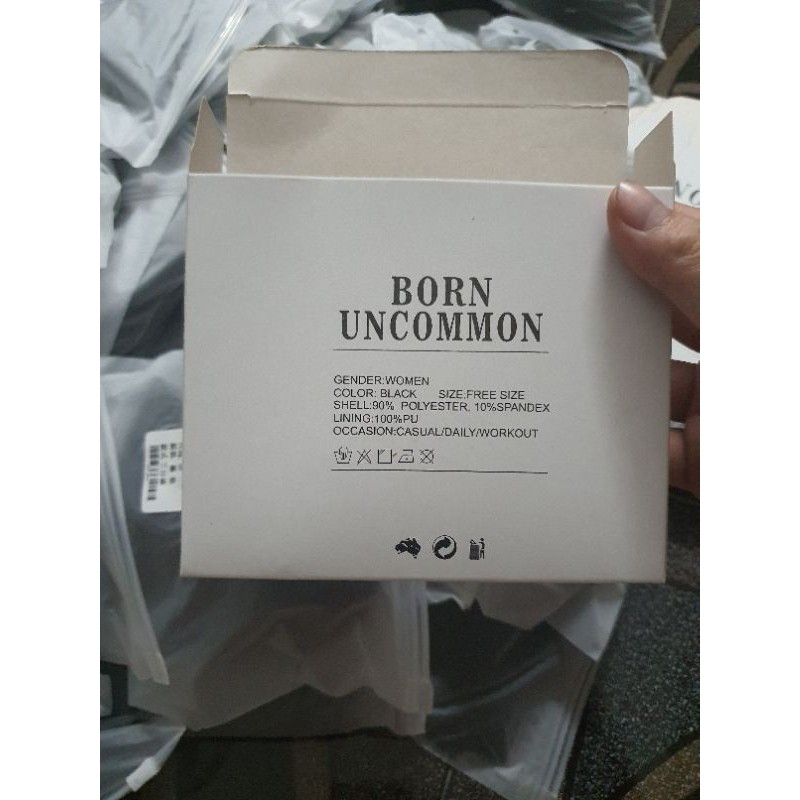 BORN
UNCOMMON
GENDER:WOMEN
COLOR: BLACK SIZE:FREE SIZE
SHELL:90% POLYESTER, 10%SPANDEX
LINING:100%PU
OCCASION:CASUAL/DAILY/WORKOUT